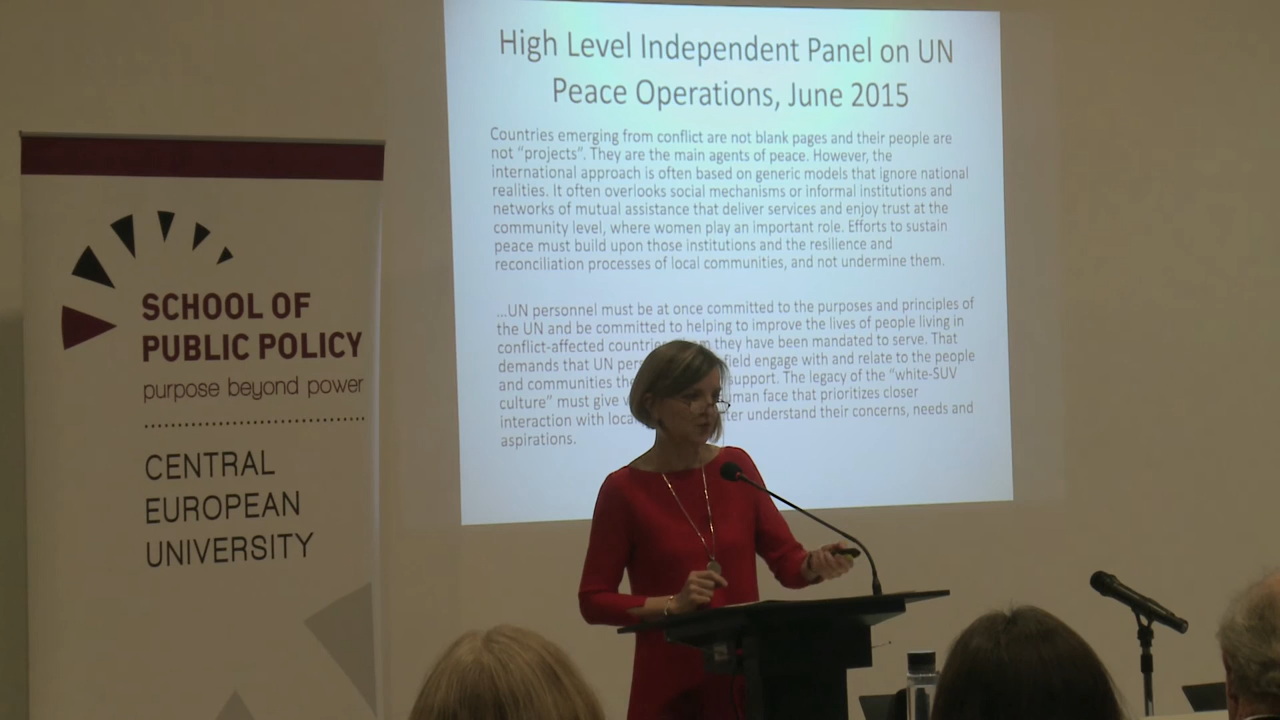 High Level Independent Panel on UN
Peace Operations, June 2015
Countries emerging from conflict are not blank pages and their people are
not “projects”. They are the main agents of peace. However, the
international approach is often based on generic models that ignore national
realities. It often overlooks social mechanisms or informal institutions and
networks of mutual assistance that deliver services and enjoy trust at the
community level, where women play an important role. Efforts to sustain
peace must build upon those institutions and the resilience and
reconciliation processes of local communities, and not undermine them.
...UN personnel must be at once committed to the purposes and principles of
the UN and be committed to helping to improve the lives of people living in
conflict-affected they have been mandated to serve. That
demands that UN field engage with and relate to the people
and communities support. The legacy of the “white-SUV
culture” must give face that prioritizes closer
interaction with understand their concerns, needs and
aspirations.
SCHOOL OF
PUBLIC POLICY
purpose beyond power
CENTRAL
EUROPEAN
UNIVERSITY